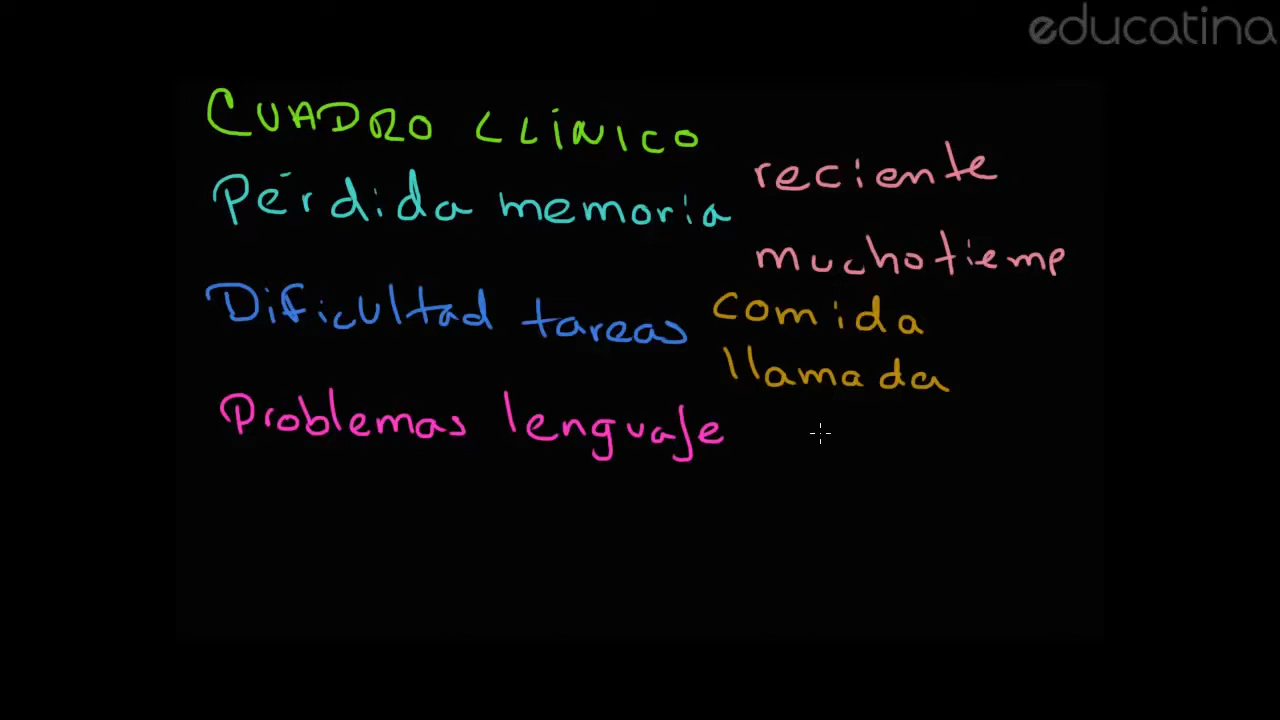 educatina
CUADRO CLINICO
Pérdida memoria
reciente
muchotiemp
Dificultad tareas
comida
llamada
Problemas lenguaje